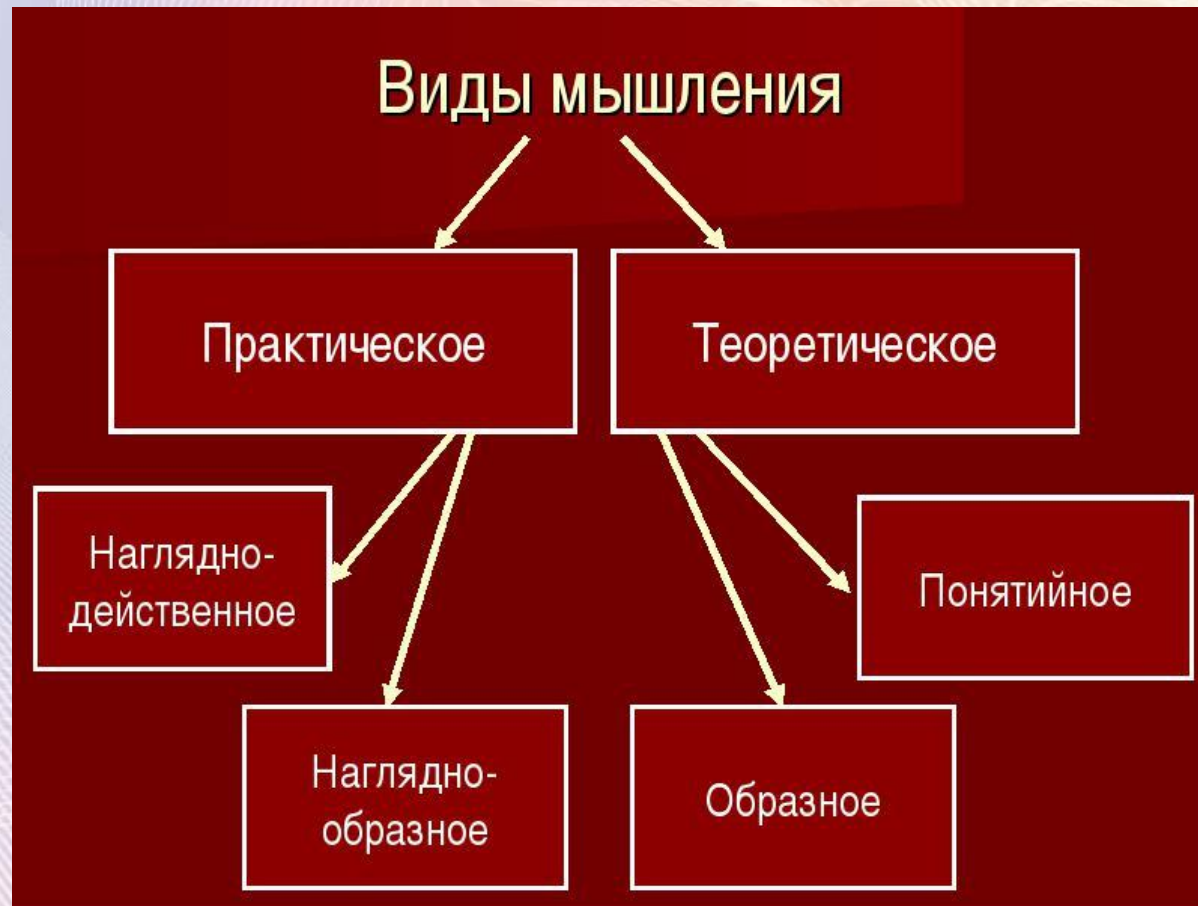 Виды мышления
Практическое
Теоретическое
Наглядно-
действенное
Понятийное
Наглядно-
образное
Образное